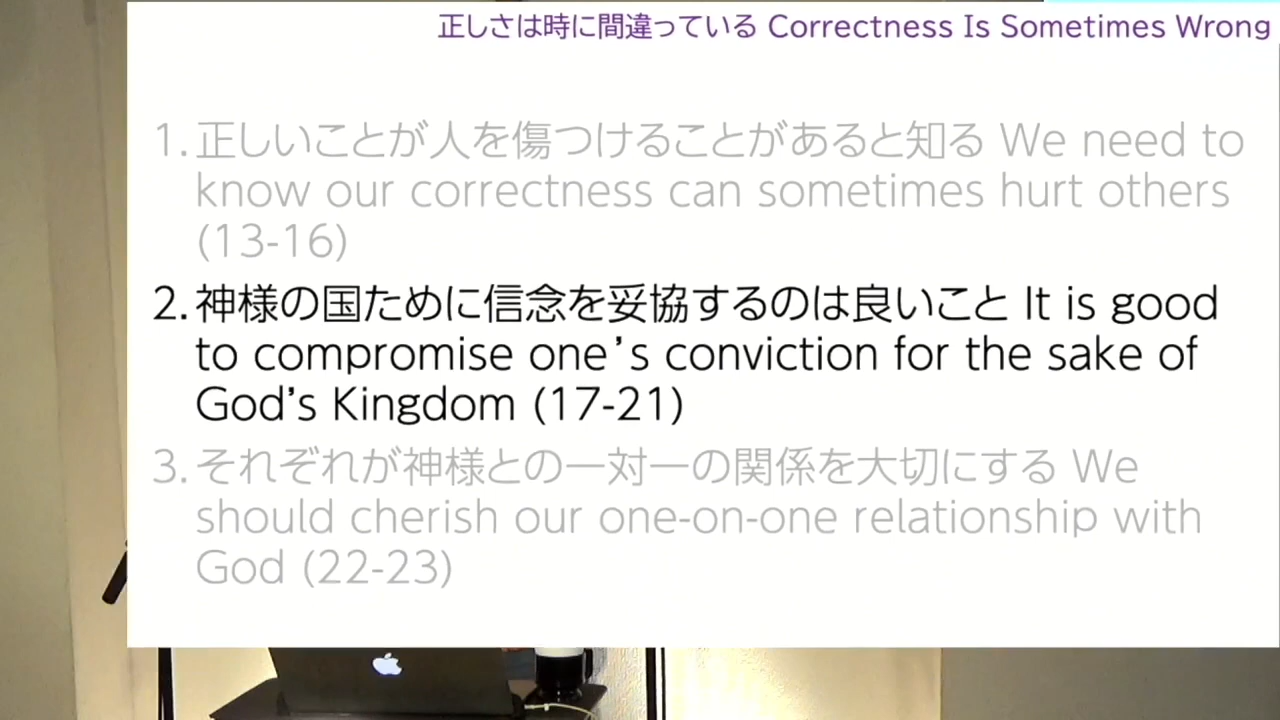 正しさは時に間違っている Correctness Is Sometimes Wrong
1. 正しいことが人を傷つけることがあると知る We need to
know our correctness can sometimes hurt others
(13-16)
2. 神様の国ために信念を妥協するのは良いこと It is good
to compromise one’s conviction for the sake of
God’s Kingdom (17-21)
3. それぞれが神様との一対一の関係を大切にする We
should cherish our one-on-one relationship with
God (22-23)